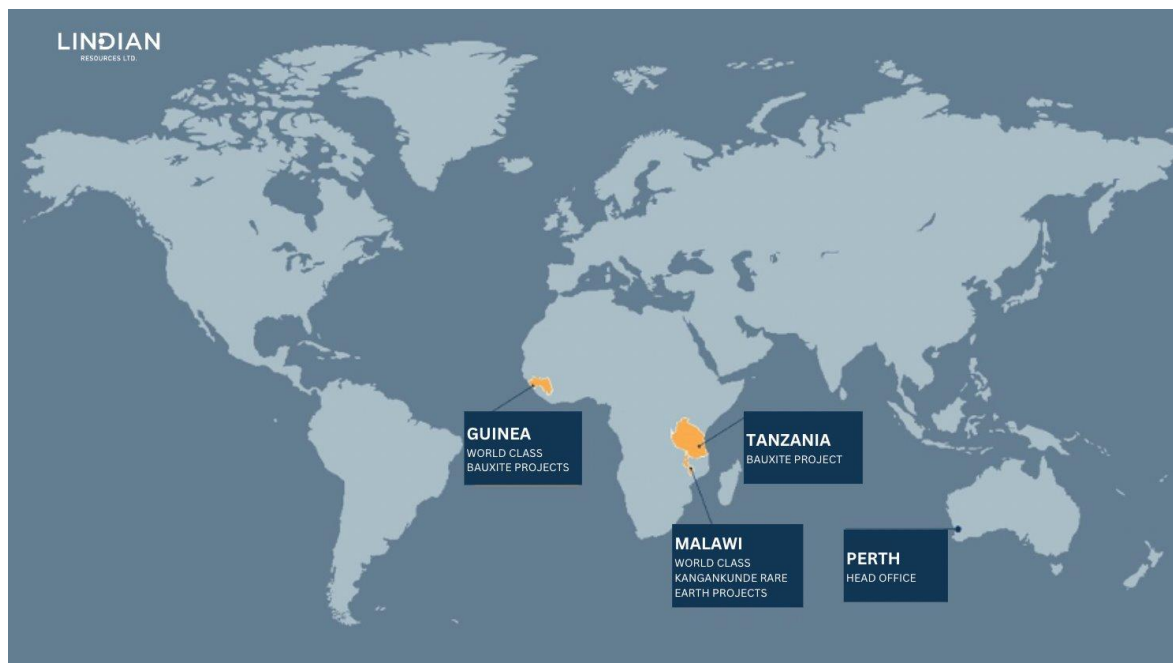 LINDIAN
RESOURCES LTD.
GUINEA
WORLD CLASS
BAUXITE PROJECTS
TANZANIA
BAUXITE PROJECT
MALAWI
WORLD CLASS
KANGANKUNDE RARE
EARTH PROJECTS
PERTH
HEAD OFFICE